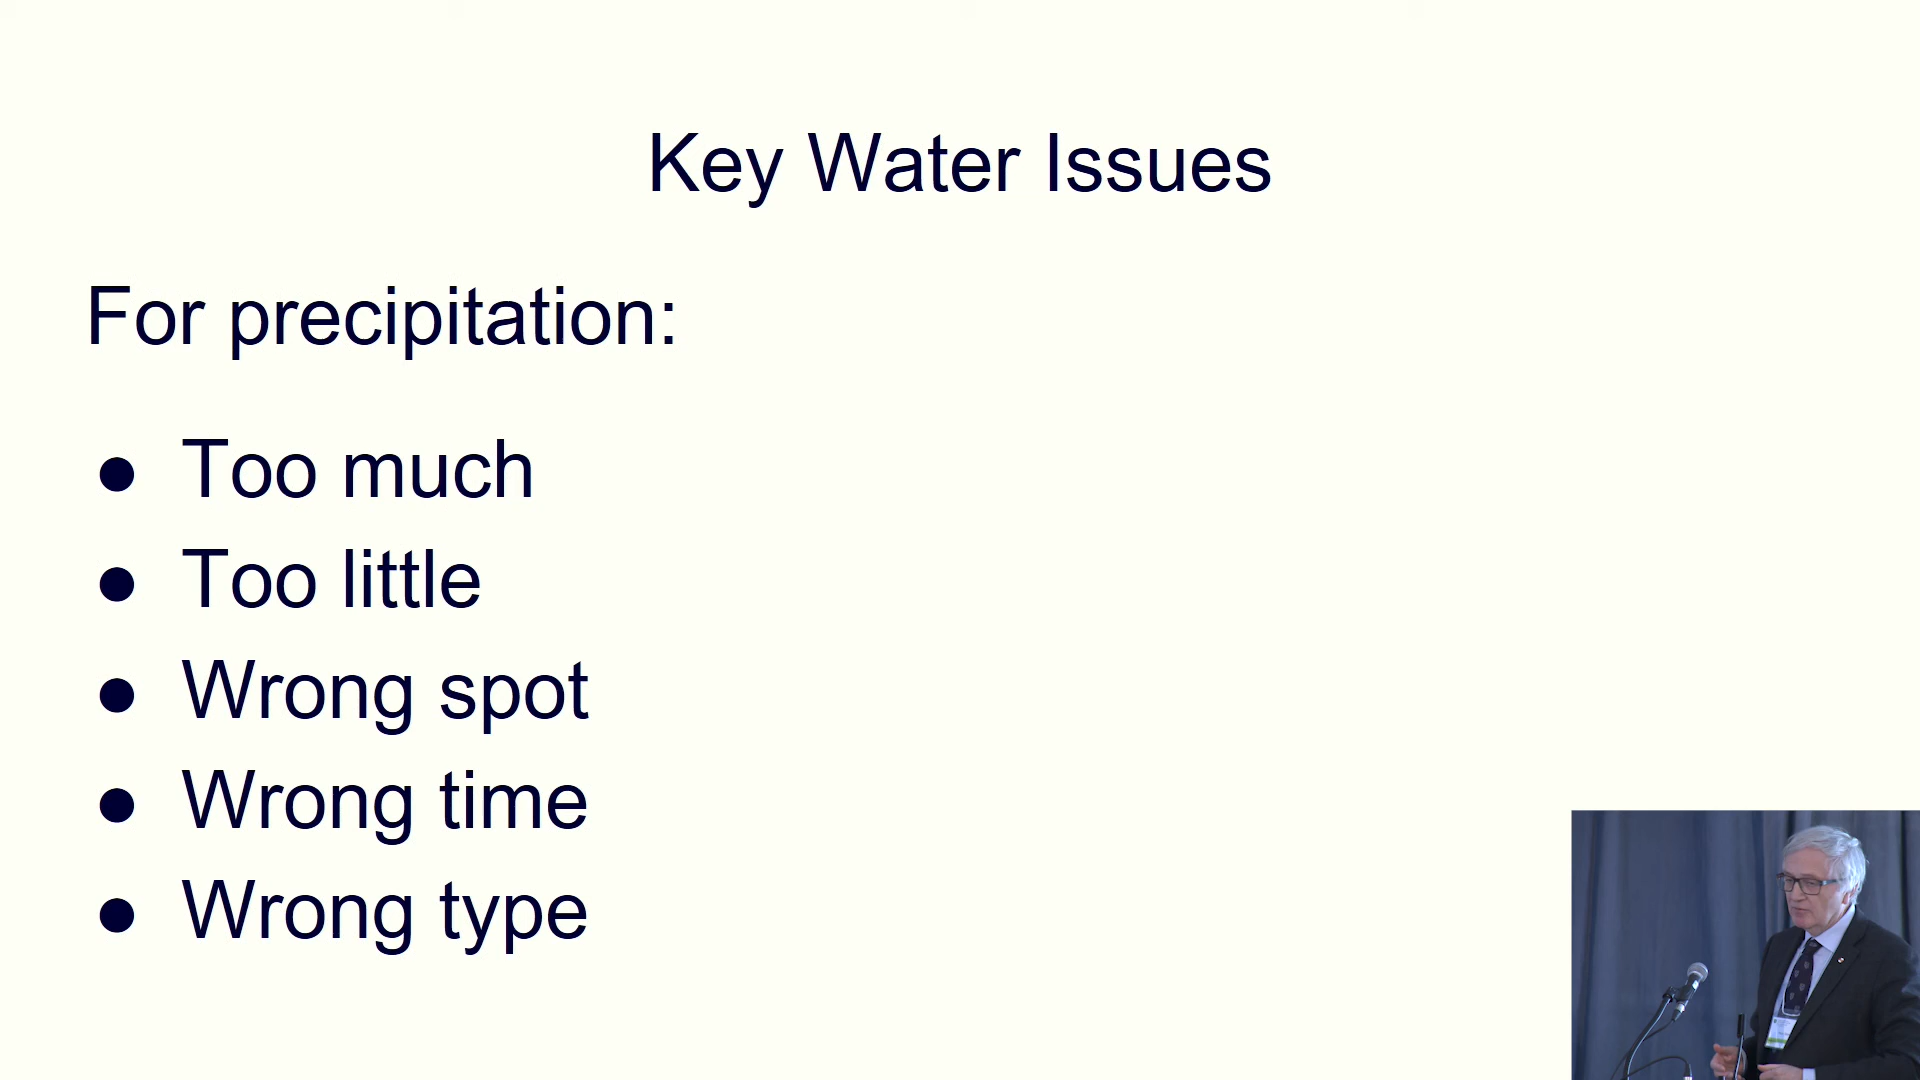 Key Water Issues
For precipitation:
● Too much
● Too little
● Wrong spot
● Wrong time
● Wrong type